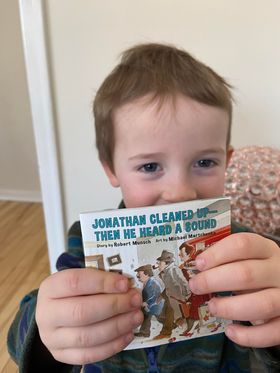 JONATHAN CLEANED UP—
THEN HE HEARD A SOUND
Story by Robert Munsch Art by Michael Martchenko